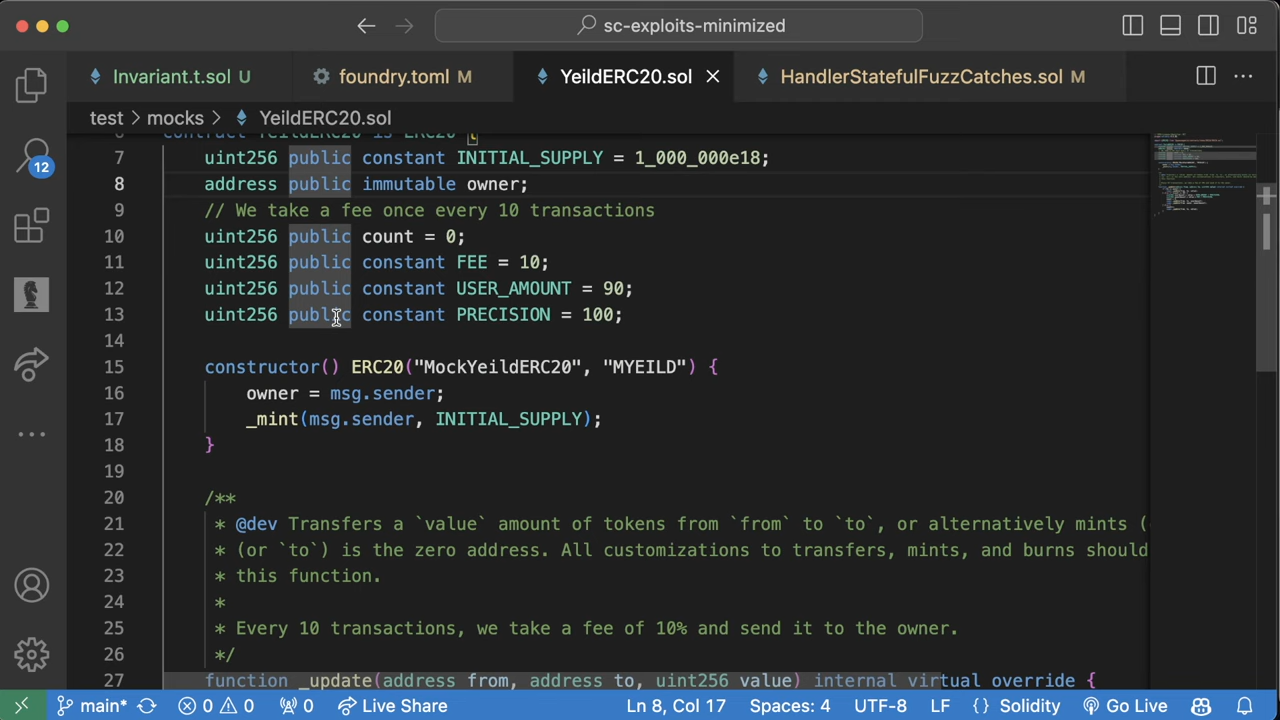 sc-exploits-minimized
Invariant.t.sol U
foundry.toml M
YeildERC20.sol
HandlerStatefulFuzzCatches.sol M
test > mocks > YeildERC20.sol
7 uint256 public constant INITIAL_SUPPLY = 1_000_000e18;
8 address public immutable owner;
9 // We take a fee once every 10 transactions
10 uint256 public count = 0;
11 uint256 public constant FEE = 10;
12 uint256 public constant USER_AMOUNT = 90;
13 uint256 public constant PRECISION = 100;
14
15 constructor() ERC20("MockYeildERC20", "MYEILD") {
16 owner = msg.sender;
17 _mint(msg.sender, INITIAL_SUPPLY);
18 }
19
20 /**
21 * @dev Transfers a `value` amount of tokens from `from` to `to`, or alternatively mints (
22 * (or `to`) is the zero address. All customizations to transfers, mints, and burns should
23 * this function.
24 *
25 * Every 10 transactions, we take a fee of 10% and send it to the owner.
26 */
27 function _update(address from, address to, uint256 value) internal virtual override {
12
main* 0 0 0 Live Share Ln 8, Col 17 Spaces: 4 UTF-8 LF {} Solidity Go Live